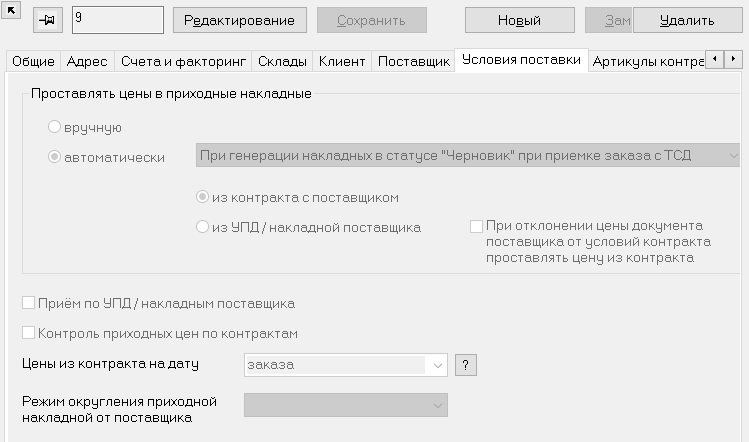 9
Редактирование
Сохранить
Новый
Зам
Удалить
Общие
Адрес
Счета и факторинг
Склады
Клиент
Поставщик
Условия поставки
Артикулы контра
Проставлять цены в приходные накладные
вручную
автоматически
При генерации накладных в статусе "Черновик" при приемке заказа с ТСД
из контракта с поставщиком
из УПД / накладной поставщика
При отклонении цены документа
поставщика от условий контракта
проставлять цену из контракта
Приём по УПД / накладным поставщика
Контроль приходных цен по контрактам
Цены из контракта на дату
заказа
?
Режим округления приходной
накладной от поставщика